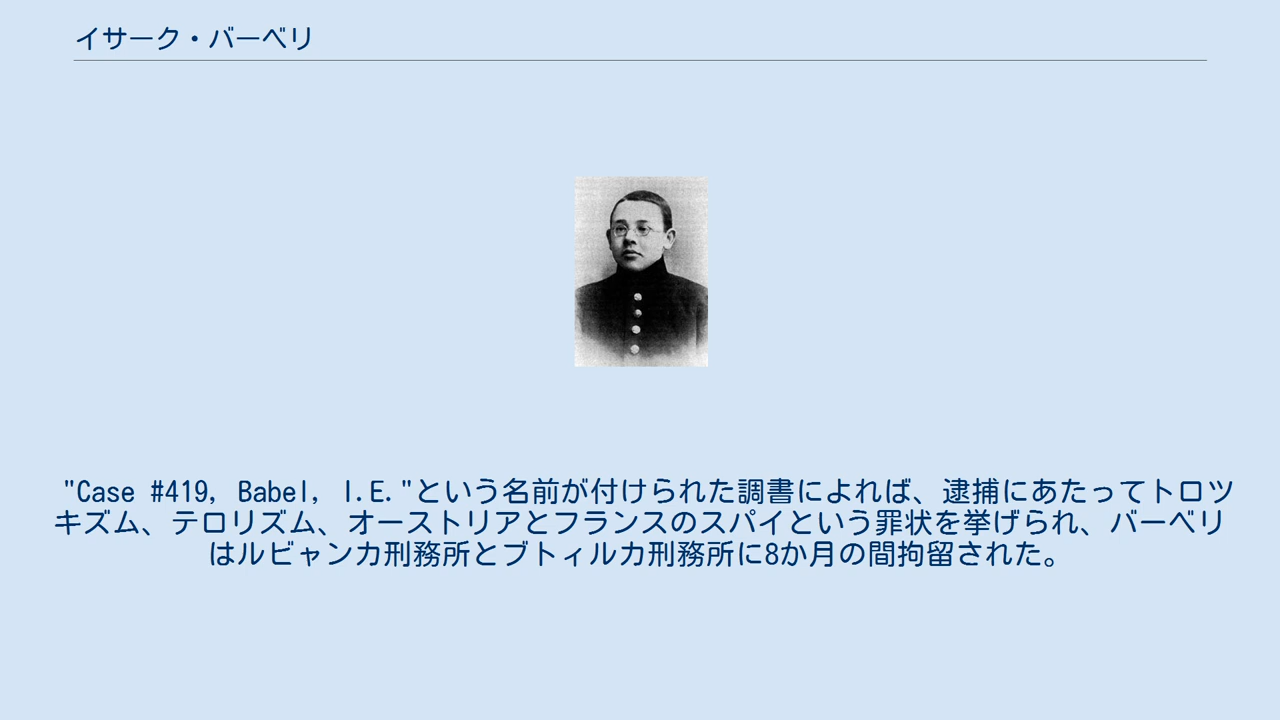 イサーク・バーベリ
"Case #419, Babel, I.E."という名前が付けられた調書によれば、逮捕にあたってトロツ
キズム、テロリズム、オーストリアとフランスのスパイという罪状を挙げられ、バーベリ
はルビャンカ刑務所とブトィルカ刑務所に8か月の間拘留された。